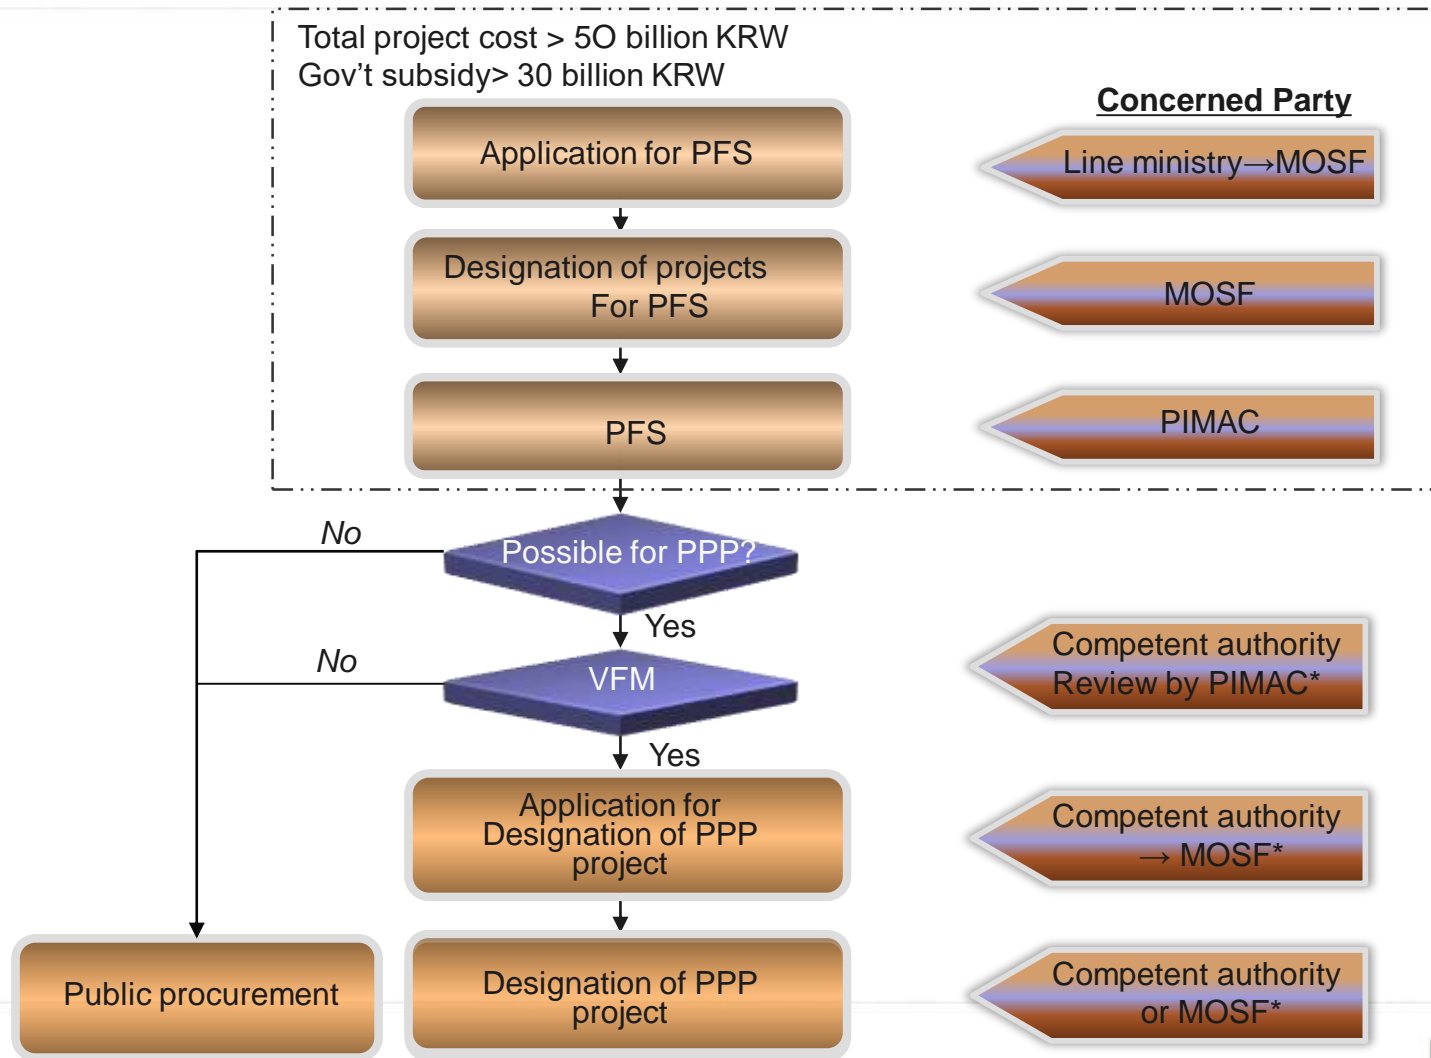 Total project cost > 5O billion KRW
Gov't subsidy> 30 billion KRW
Concerned Party
Application for PFS
Line ministry→MOSF
Designation of projects
For PFS
MOSF
PFS
PIMAC
No
Possible for PPP?
Yes
No
VFM
Competent authority
Review by PIMAC*
Yes
Application for
Designation of PPP
project
Competent authority
→ MOSF*
Public procurement
Designation of PPP
project
Competent authority
or MOSF*